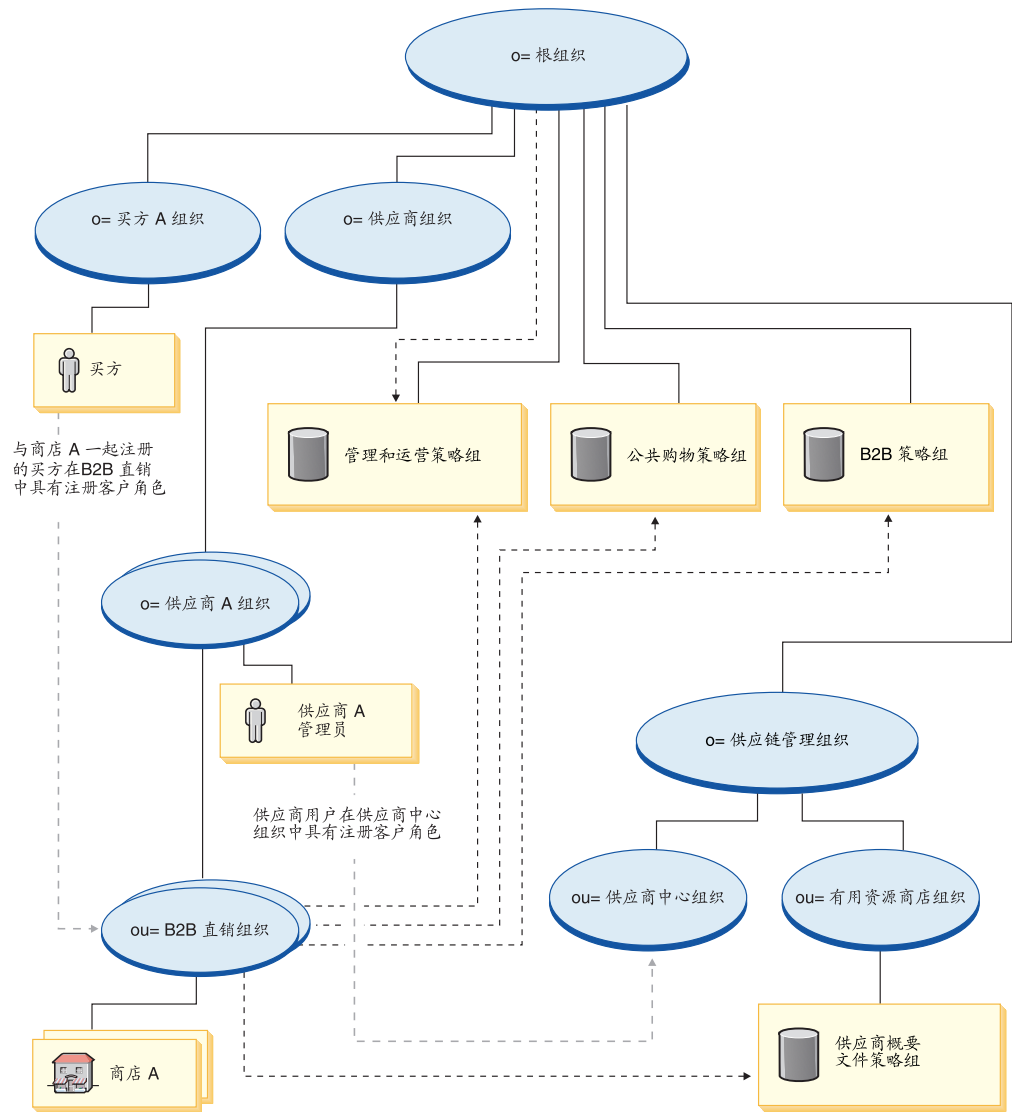 o= 根组织
o= 买方 A 组织
o= 供应商组织
买方
与商店 A 一起注册
的买方在B2B 直销
中具有注册客户角色
管理和运营策略组
公共购物策略组
B2B 策略组
o= 供应商 A 组织
供应商 A
管理员
o= 供应链管理组织
供应商用户在供应商中心
组织中具有注册客户角色
ou= B2B 直销组织
ou= 供应商中心组织
ou= 有用资源商店组织
商店 A
供应商概要
文件策略组